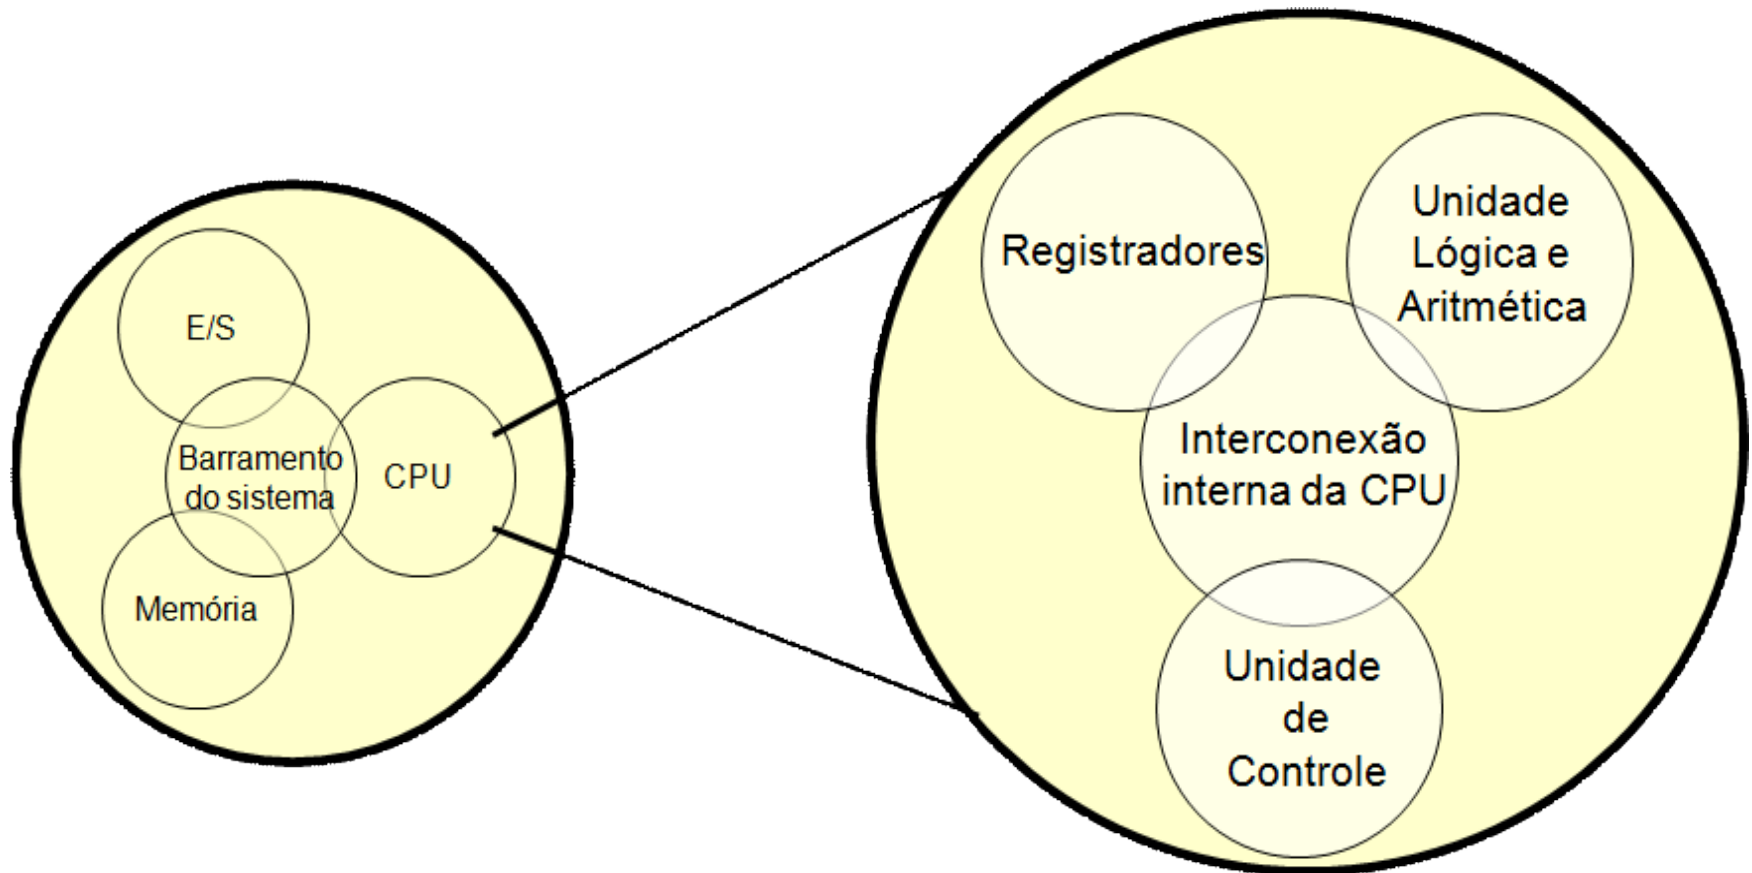 E/S
Barramento
do sistema
CPU
Memória
Registradores
Unidade
Lógica e
Aritmética
Interconexão
interna da CPU
Unidade
de
Controle